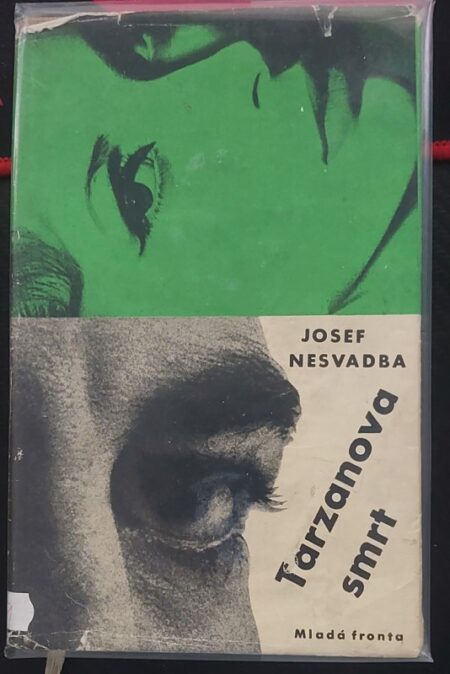 JOSEF
NESVADBA
Tarzanova
smrt
Mladá fronta